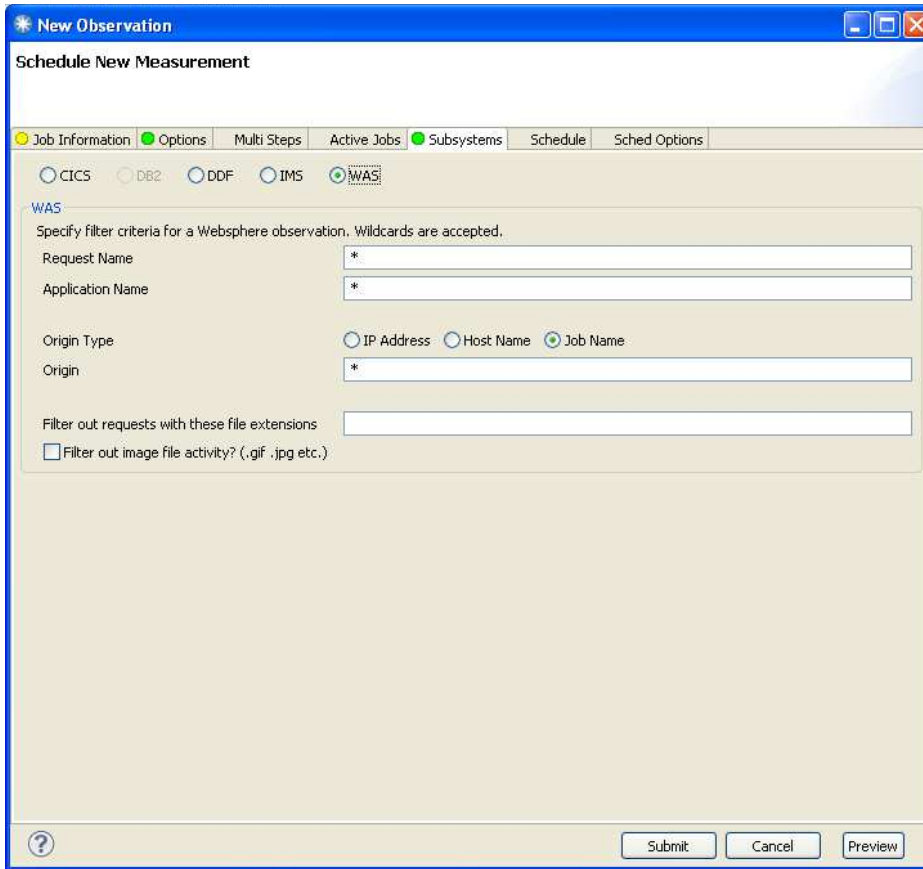 New Observation
Schedule New Measurement
Job Information Options Multi Steps Active Jobs Subsystems Schedule Sched Options
CICS DB2 DDF IMS WAS
WAS
Specify filter criteria for a Websphere observation. Wildcards are accepted.
Request Name *
Application Name *
Origin Type IP Address Host Name Job Name
Origin *
Filter out requests with these file extensions
Filter out image file activity? (.gif .jpg etc.)
? Submit Cancel Preview